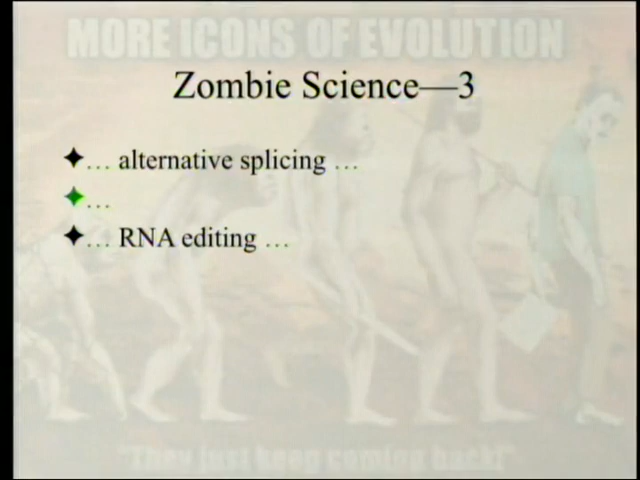 MORE ICONS OF EVOLUTION
Zombie Science—3
… alternative splicing …
…
… RNA editing …
"They just keep coming back!"